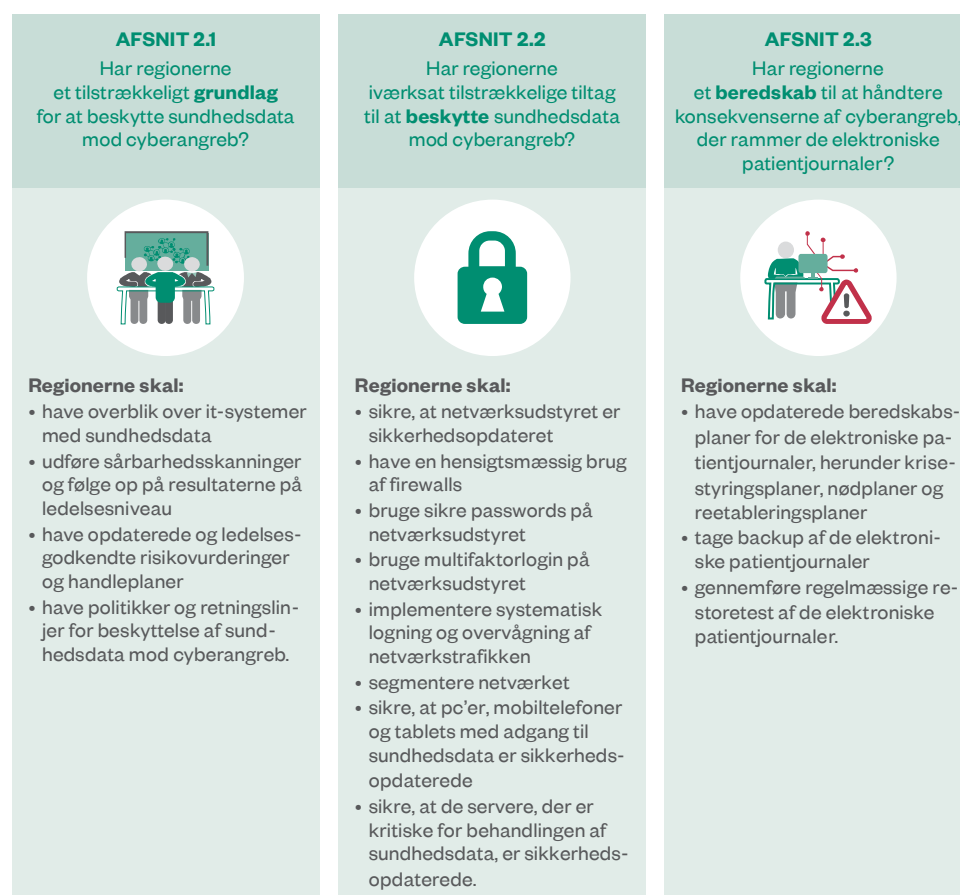 AFSNIT 2.1
Har regionerne
et tilstrækkeligt grundlag
for at beskytte sundhedsdata
mod cyberangreb?
Regionerne skal:
• have overblik over it-systemer
med sundhedsdata
• udføre sårbarhedsskanninger
og følge op på resultaterne på
ledelsesniveau
• have opdaterede og ledelses-
godkendte risikovurderinger
og handleplaner
• have politikker og retningslin-
jer for beskyttelse af sund-
hedsdata mod cyberangreb.
AFSNIT 2.2
Har regionerne
iværksat tilstrækkelige tiltag
til at beskytte sundhedsdata
mod cyberangreb?
Regionerne skal:
• sikre, at netværksudstyret er
sikkerhedsopdateret
• have en hensigtsmæssig brug
af firewalls
• bruge sikre passwords på
netværksudstyret
• bruge multifaktorlogin på
netværksudstyret
• implementere systematisk
logning og overvågning af
netværkstrafikken
• segmentere netværket
• sikre, at pc'er, mobiltelefoner
og tablets med adgang til
sundhedsdata er sikkerheds-
opdaterede
• sikre, at de servere, der er
kritiske for behandlingen af
sundhedsdata, er sikkerheds-
opdaterede.
AFSNIT 2.3
Har regionerne
et beredskab til at håndtere
konsekvenserne af cyberangreb,
der rammer de elektroniske
patientjournaler?
Regionerne skal:
• have opdaterede beredskabs-
planer for de elektroniske pa-
tientjournaler, herunder krise-
styringsplaner, nødplaner og
reetableringsplaner
• tage backup af de elektroni-
ske patientjournaler
• gennemføre regelmæssige re-
storetest af de elektroniske
patientjournaler.